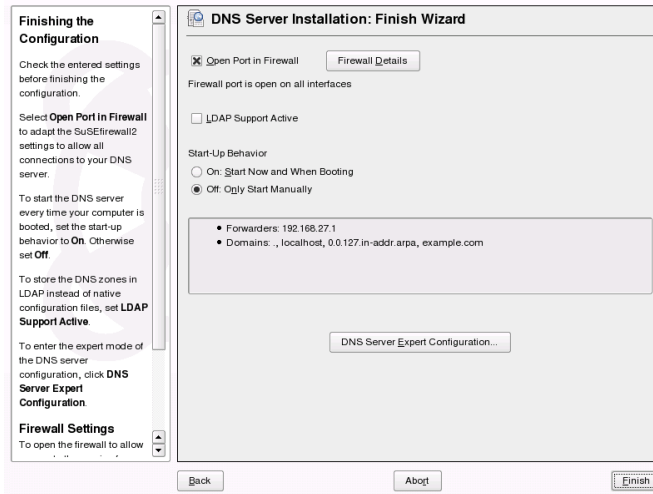 Finishing the
Configuration
Check the entered settings
before finishing the
configuration.
Select Open Port in Firewall
to adapt the SuSEfirewall2
settings to allow all
connections to your DNS
server.
To start the DNS server
every time your computer is
booted, set the start-up
behavior to On. Otherwise
set Off.
To store the DNS zones in
LDAP instead of native
configuration files, set LDAP
Support Active.
To enter the expert mode of
the DNS server
configuration, click DNS
Server Expert
Configuration.
Firewall Settings
To open the firewall to allow
DNS Server Installation: Finish Wizard
Open Port in Firewall
Firewall Details
Firewall port is open on all interfaces
LDAP Support Active
Start-Up Behavior
On: Start Now and When Booting
Off: Only Start Manually
• Forwarders: 192.168.27.1
• Domains: ., localhost, 0.0.127.in-addr.arpa, example.com
DNS Server Expert Configuration...
Back
Abort
Finish